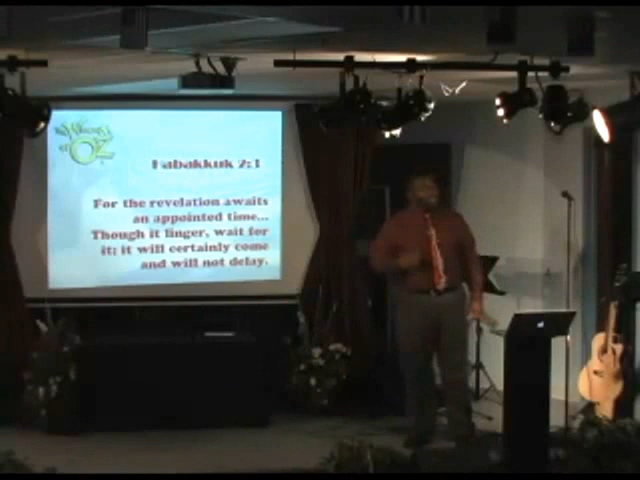 Wizard
of OZ
Habakkuk 2:3
For the revelation awaits
an appointed time...
Though it linger, wait for
it; it will certainly come
and will not delay.